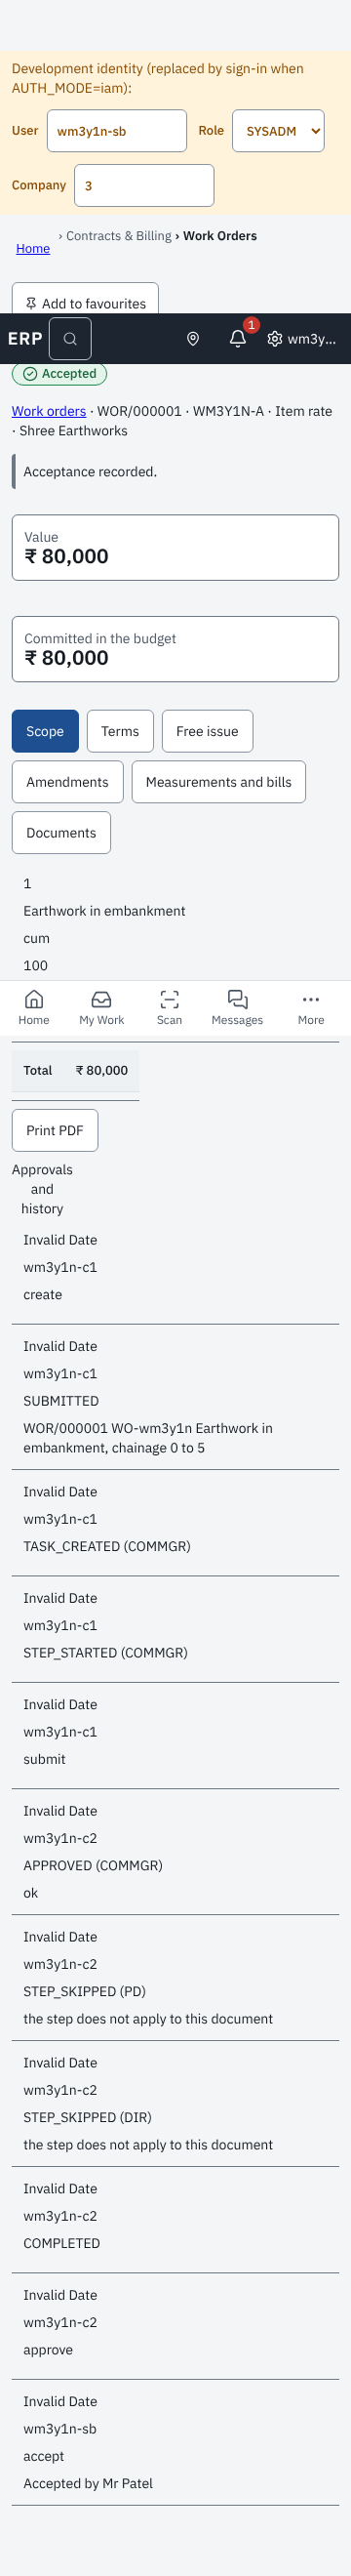 Development identity (replaced by sign-in when
AUTH_MODE=iam):
User wm3y1n-sb Role SYSADM
Company 3
› Contracts & Billing › Work Orders
Home
Add to favourites
ERP 1 wm3y...
Accepted
Work orders · WOR/000001 · WM3Y1N-A · Item rate
· Shree Earthworks
Acceptance recorded.
Value
₹ 80,000
Committed in the budget
₹ 80,000
Scope Terms Free issue
Amendments Measurements and bills
Documents
1
Earthwork in embankment
cum
100
Home My Work Scan Messages More
Total ₹ 80,000
Print PDF
Approvals
and
history
Invalid Date
wm3y1n-c1
create
Invalid Date
wm3y1n-c1
SUBMITTED
WOR/000001 WO-wm3y1n Earthwork in
embankment, chainage 0 to 5
Invalid Date
wm3y1n-c1
TASK_CREATED (COMMGR)
Invalid Date
wm3y1n-c1
STEP_STARTED (COMMGR)
Invalid Date
wm3y1n-c1
submit
Invalid Date
wm3y1n-c2
APPROVED (COMMGR)
ok
Invalid Date
wm3y1n-c2
STEP_SKIPPED (PD)
the step does not apply to this document
Invalid Date
wm3y1n-c2
STEP_SKIPPED (DIR)
the step does not apply to this document
Invalid Date
wm3y1n-c2
COMPLETED
Invalid Date
wm3y1n-c2
approve
Invalid Date
wm3y1n-sb
accept
Accepted by Mr Patel